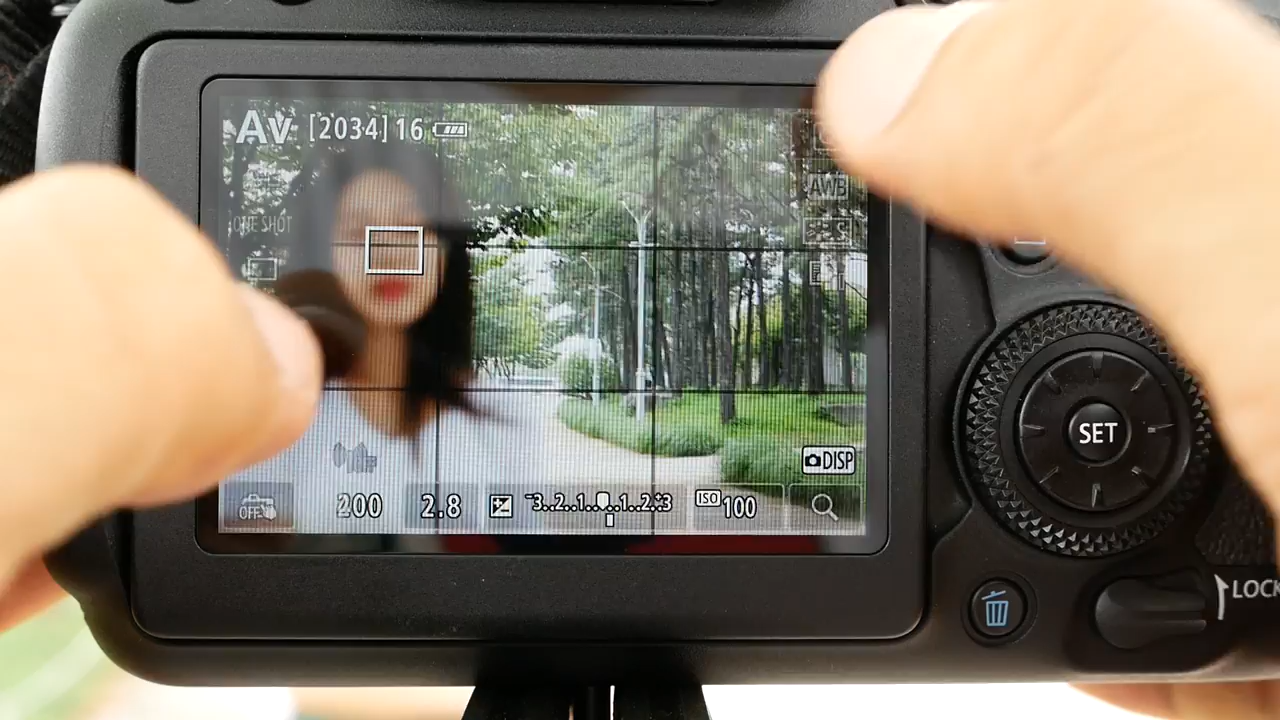 Av [2034] 16
AWB
ONE SHOT
S
DISP
OFF
200 2.8 -3..2..1..0..1..2..:3 ISO 100
SET
LOCK